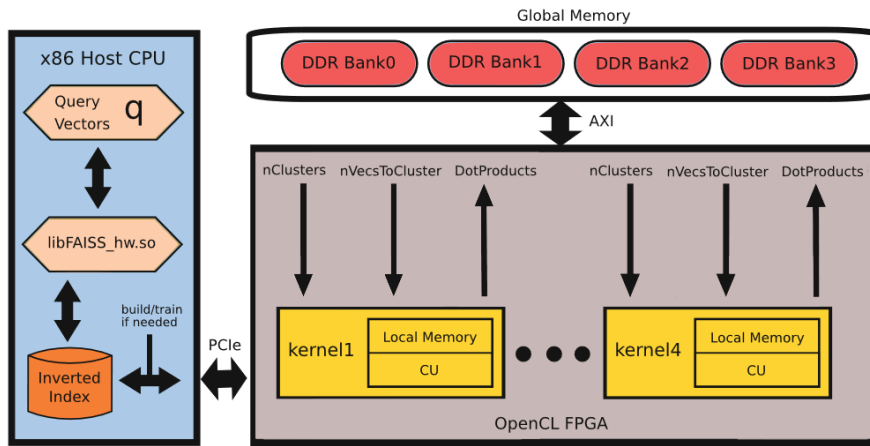 Global Memory
DDR Bank0
DDR Bank1
DDR Bank2
DDR Bank3
AXI
x86 Host CPU
Query
Vectors
q
libFAISS_hw.so
build/train
if needed
Inverted
Index
PCIe
nClusters
nVecsToCluster
DotProducts
nClusters
nVecsToCluster
DotProducts
kernel1
Local Memory
CU
kernel4
Local Memory
CU
OpenCL FPGA